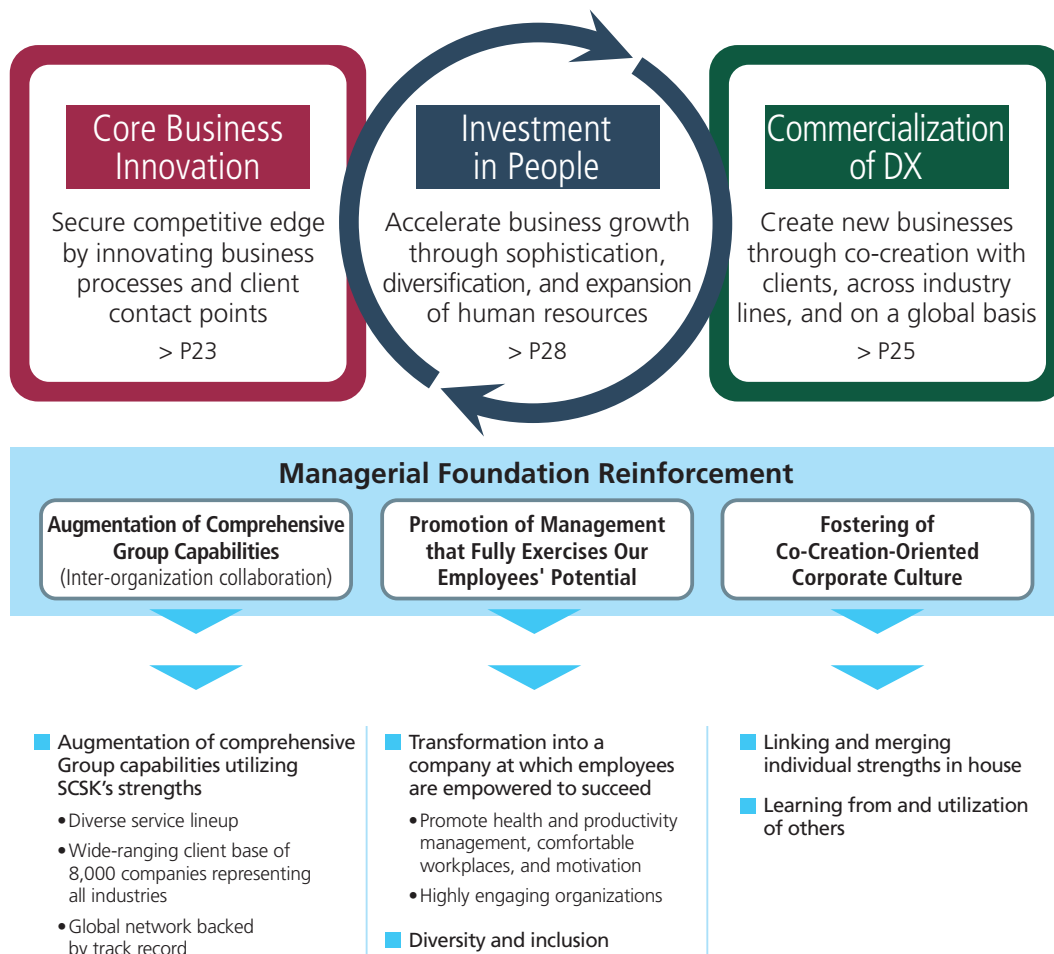 Core Business
Innovation
Secure competitive edge
by innovating business
processes and client
contact points
> P23
Investment
in People
Accelerate business growth
through sophistication,
diversification, and expansion
of human resources
> P28
Commercialization
of DX
Create new businesses
through co-creation with
clients, across industry
lines, and on a global basis
> P25
Managerial Foundation Reinforcement
Augmentation of Comprehensive
Group Capabilities
(Inter-organization collaboration)
Promotion of Management
that Fully Exercises Our
Employees' Potential
Fostering of
Co-Creation-Oriented
Corporate Culture
Augmentation of comprehensive
Group capabilities utilizing
SCSK's strengths
•Diverse service lineup
•Wide-ranging client base of
8,000 companies representing
all industries
•Global network backed
by track record
Transformation into a
company at which employees
are empowered to succeed
•Promote health and productivity
management, comfortable
workplaces, and motivation
•Highly engaging organizations
Diversity and inclusion
Linking and merging
individual strengths in house
Learning from and utilization
of others